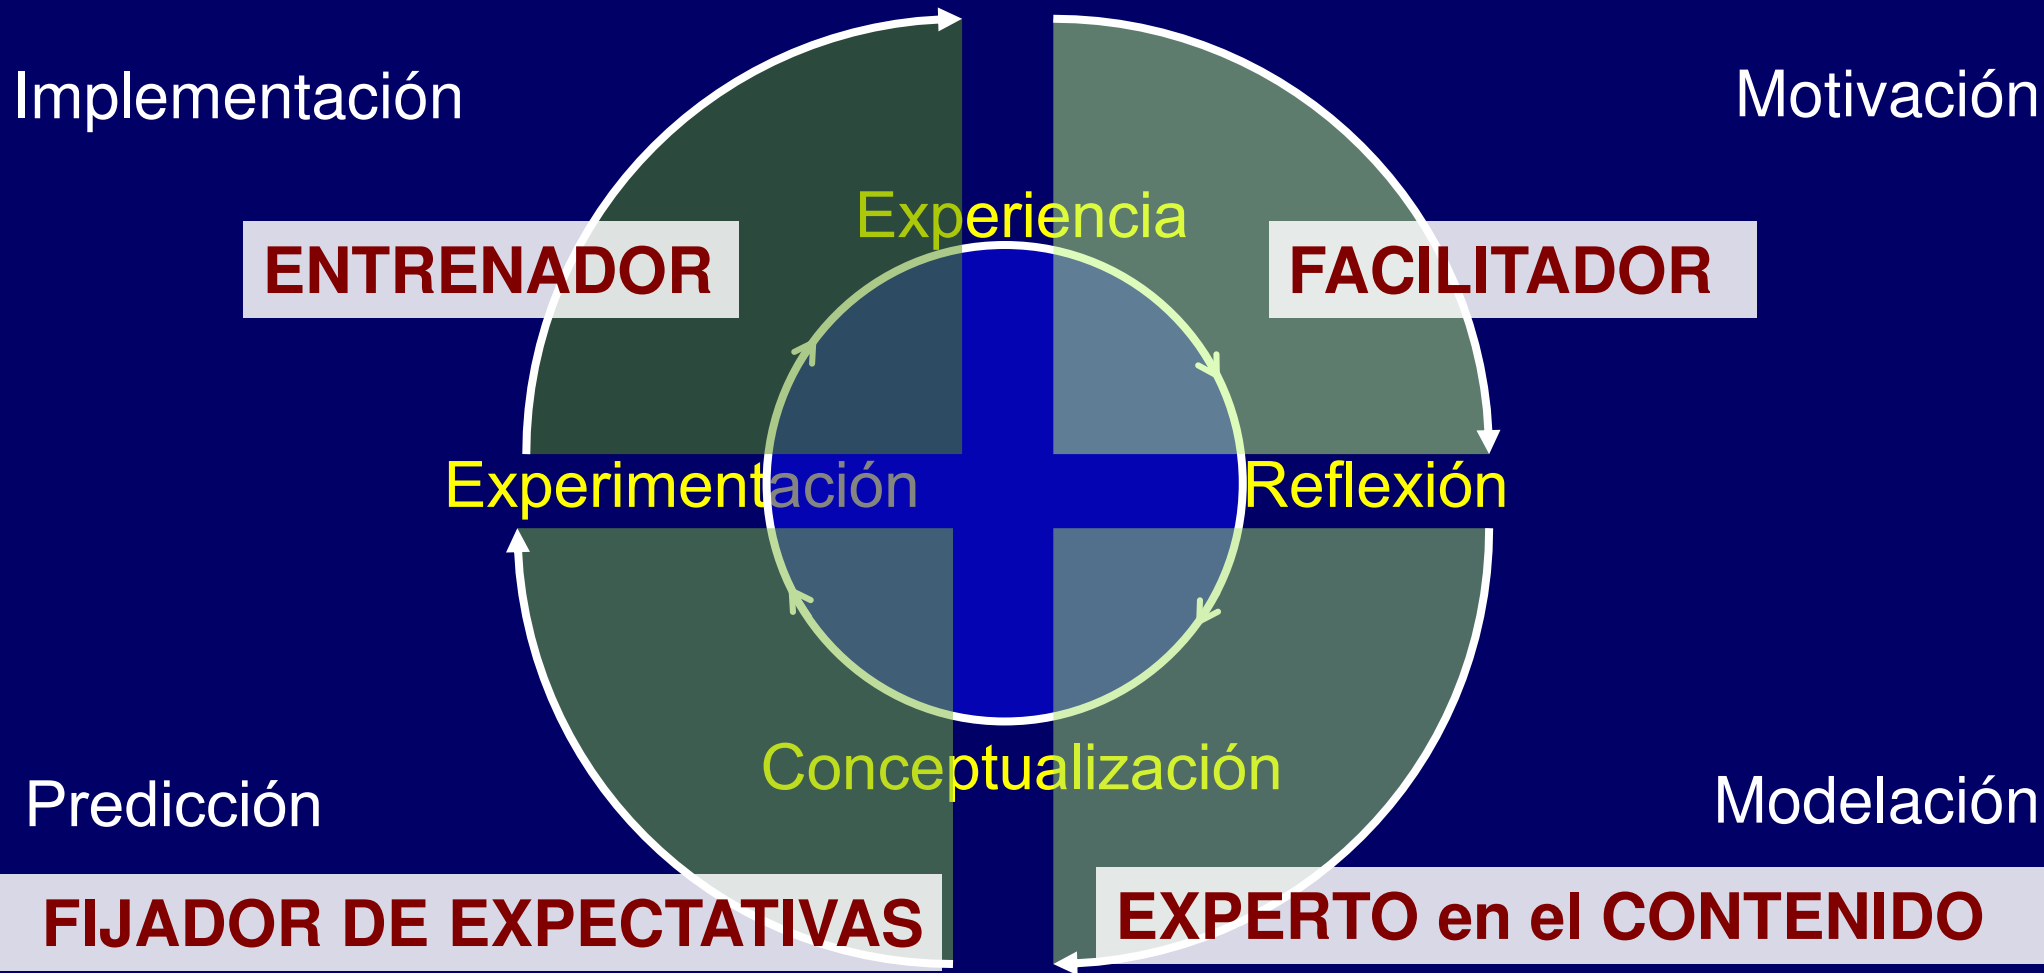 Implementación
Motivación
Experiencia
ENTRENADOR
FACILITADOR
Experimentación
Reflexión
Conceptualización
Predicción
Modelación
FIJADOR DE EXPECTATIVAS
EXPERTO en el CONTENIDO